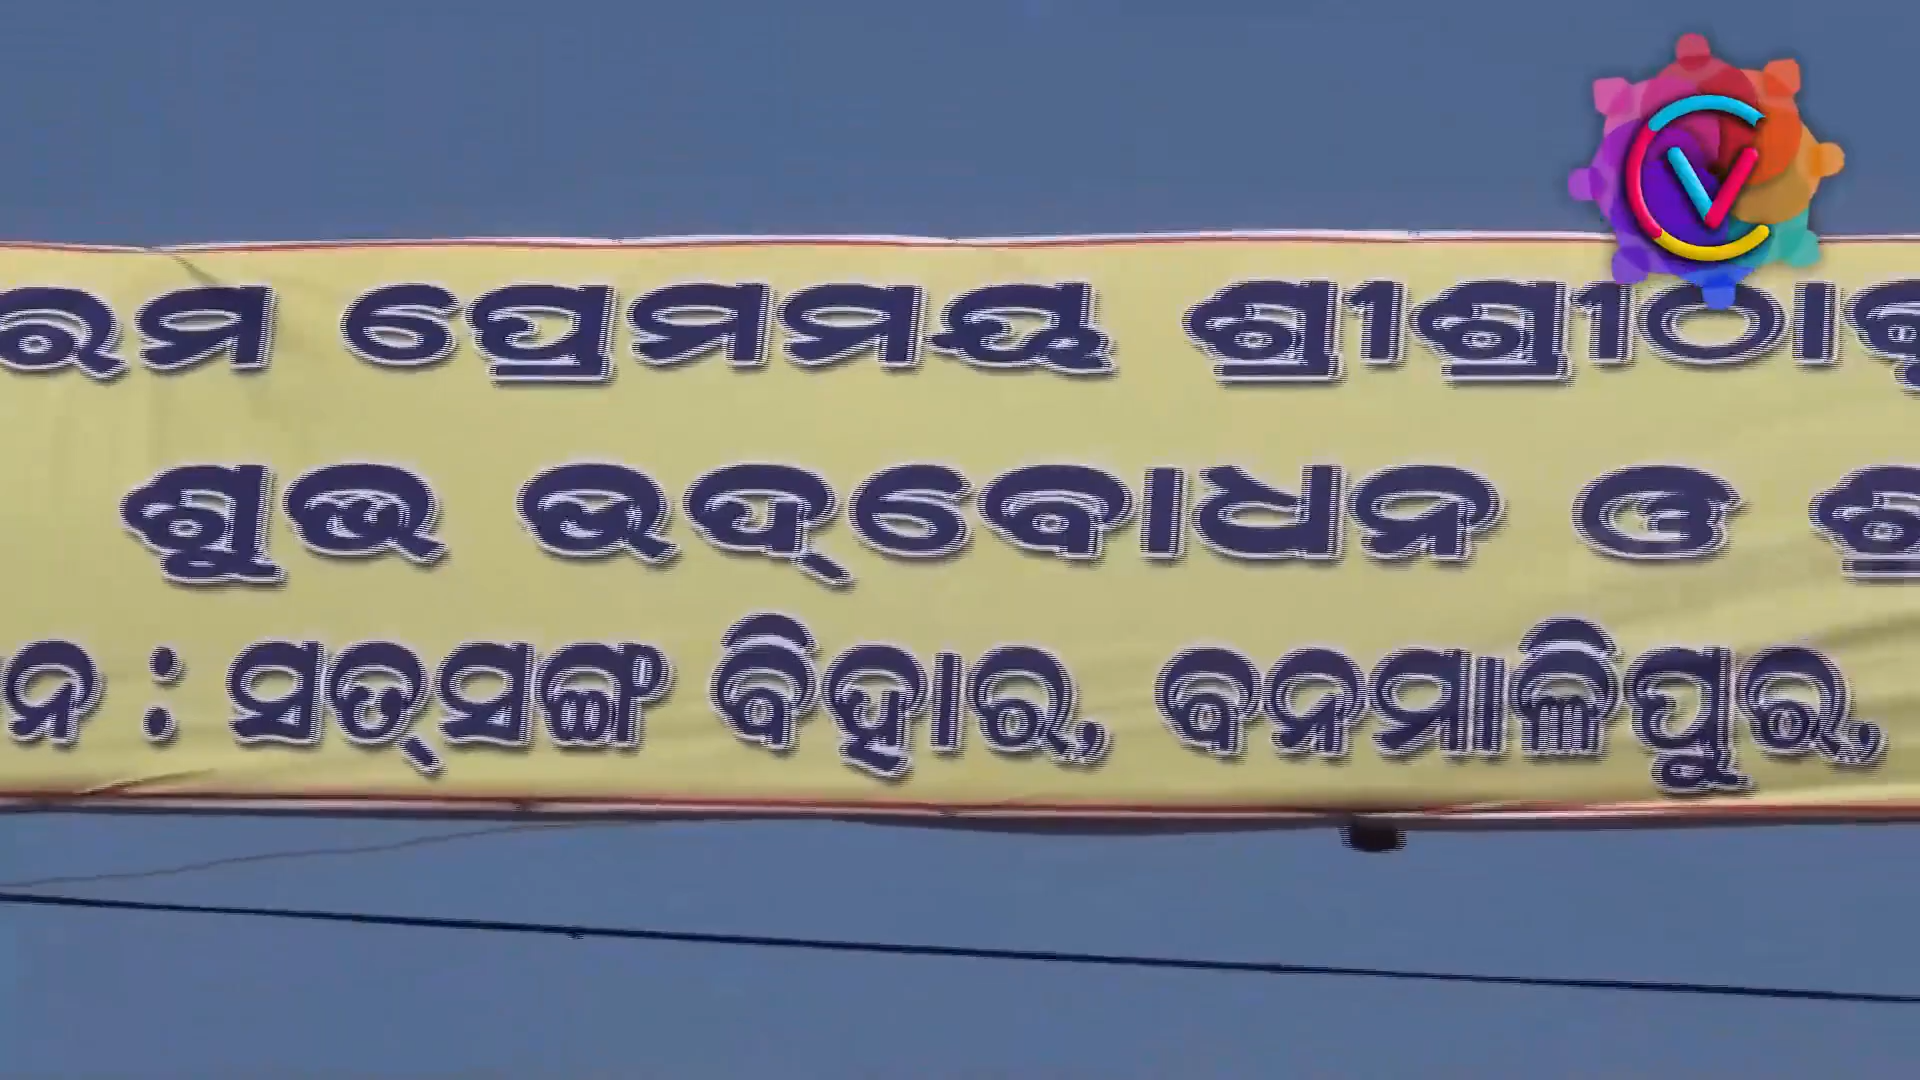 ରମ ପ୍ରେମମୟ ଶ୍ରୀଶ୍ରୀଠାକୁ
ଶୁଭ ଉଦ୍‌ବୋଧନ ଓ
ନ : ସତ୍‌ସଙ୍ଗ ବିହାର, ବନମାଳିପୁର,